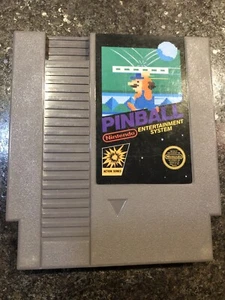 PINBALL
Nintendo
ENTERTAINMENT
SYSTEM
ACTION SERIES